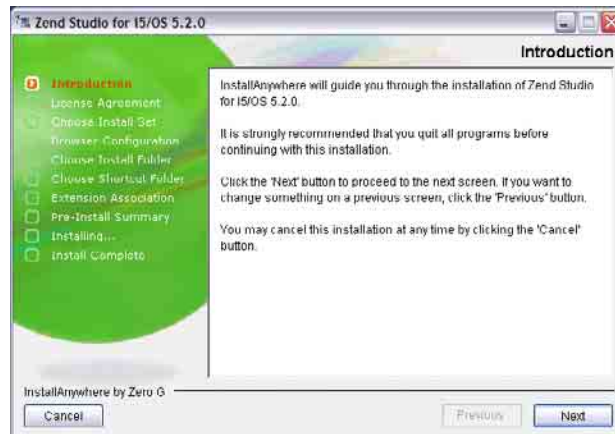 Zend Studio for I5/OS 5.2.0
Introduction
Introduction
License Agreement
Choose Install Set
Browser Configuration
Choose Install Folder
Choose Shortcut Folder
Extension Association
Pre-Install Summary
Installing...
Install Complete
InstallAnywhere will guide you through the installation of Zend Studio
for I5/OS 5.2.0.
It is strongly recommended that you quit all programs before
continuing with this installation.
Click the 'Next' button to proceed to the next screen. If you want to
change something on a previous screen, click the 'Previous' button.
You may cancel this installation at any time by clicking the 'Cancel'
button.
InstallAnywhere by Zero G
Cancel
Previous
Next